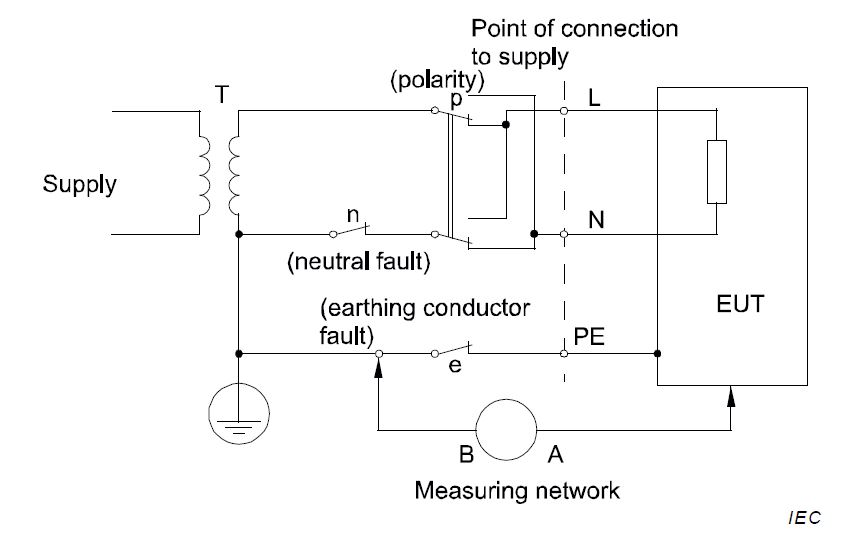 Point of connection
to supply
(polarity)
T
p
L
Supply
n
N
(neutral fault)
EUT
(earthing conductor
fault)
PE
e
B
A
Measuring network
IEC